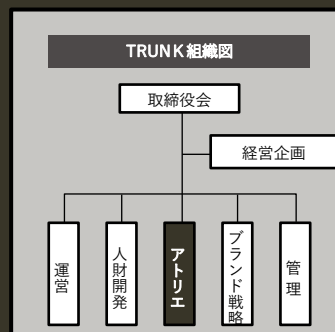 TRUNK組織図
取締役会
経営企画
運営
人財開発
アトリエ
ブランド戦略
管理